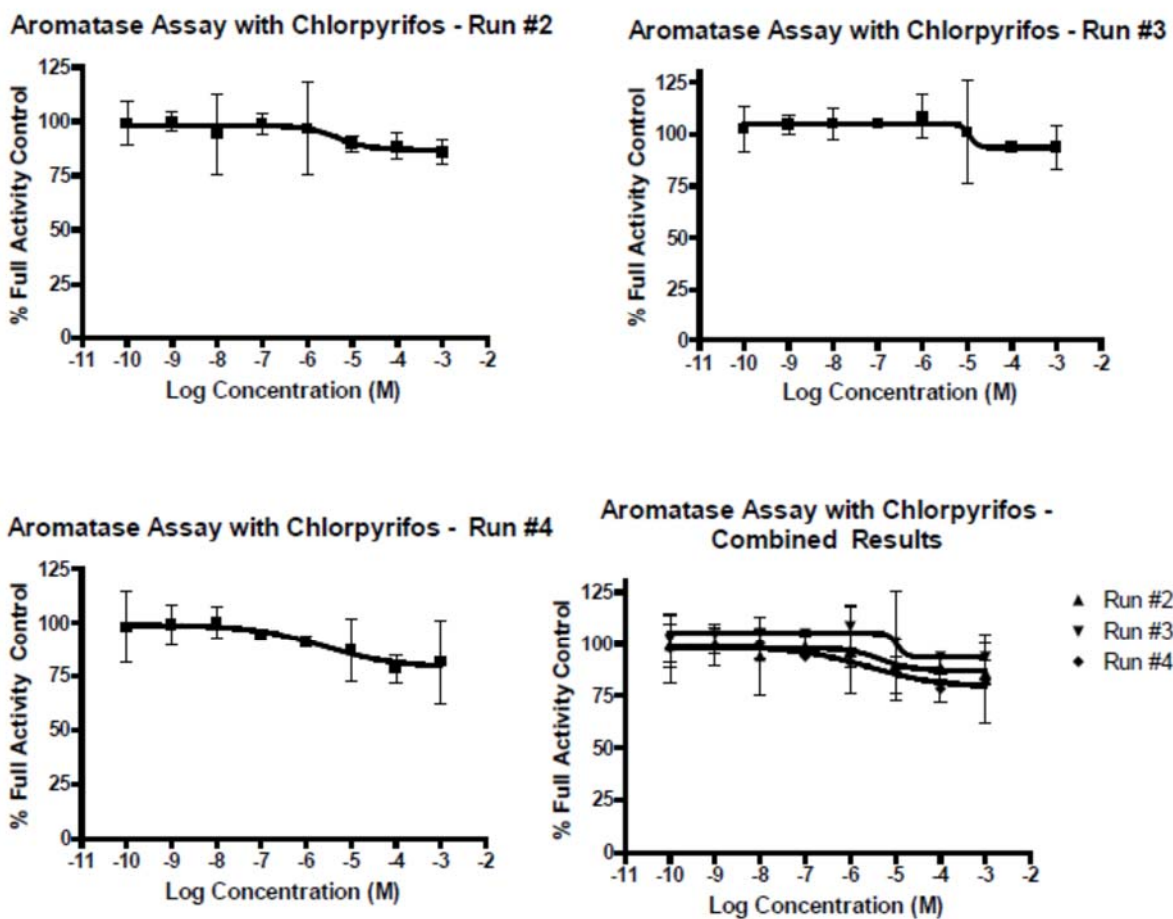 Aromatase Assay with Chlorpyrifos - Run #2
% Full Activity Control
125
100
75
50
25
0
-11 -10 -9 -8 -7 -6 -5 -4 -3 -2
Log Concentration (M)
Aromatase Assay with Chlorpyrifos - Run #3
% Full Activity Control
125
100
75
50
25
0
-11 -10 -9 -8 -7 -6 -5 -4 -3 -2
Log Concentration (M)
Aromatase Assay with Chlorpyrifos - Run #4
% Full Activity Control
125
100
75
50
25
0
-11 -10 -9 -8 -7 -6 -5 -4 -3 -2
Log Concentration (M)
Aromatase Assay with Chlorpyrifos -
Combined Results
% Full Activity Control
125
100
75
50
25
0
-11 -10 -9 -8 -7 -6 -5 -4 -3 -2
Log Concentration (M)
Run #2
Run #3
Run #4